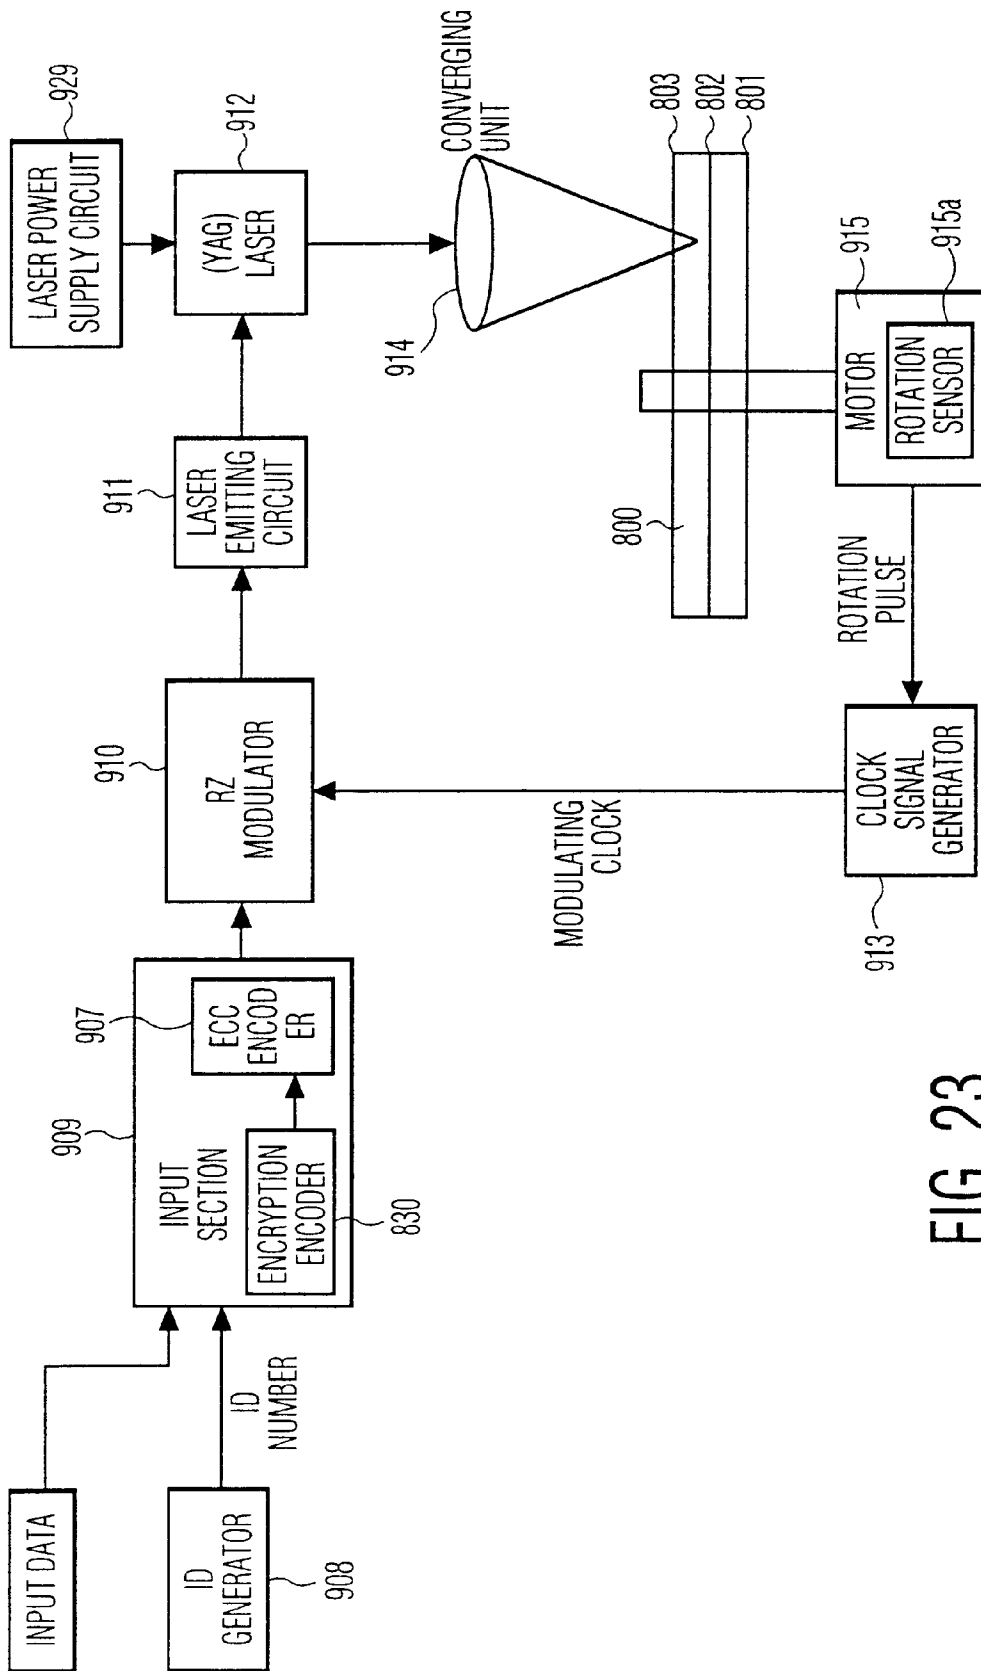 INPUT DATA
ID
GENERATOR
908
ID
NUMBER
909
INPUT
SECTION
907
ECC
ENCOD
ER
ENCRYPTION
ENCODER
830
910
RZ
MODULATOR
911
LASER
EMITTING
CIRCUIT
LASER POWER
SUPPLY CIRCUIT
929
(YAG)
LASER
912
914
CONVERGING
UNIT
803
802
801
800
915
915a
MOTOR
ROTATION
SENSOR
ROTATION
PULSE
CLOCK
SIGNAL
GENERATOR
913
MODULATING
CLOCK
FIG. 23